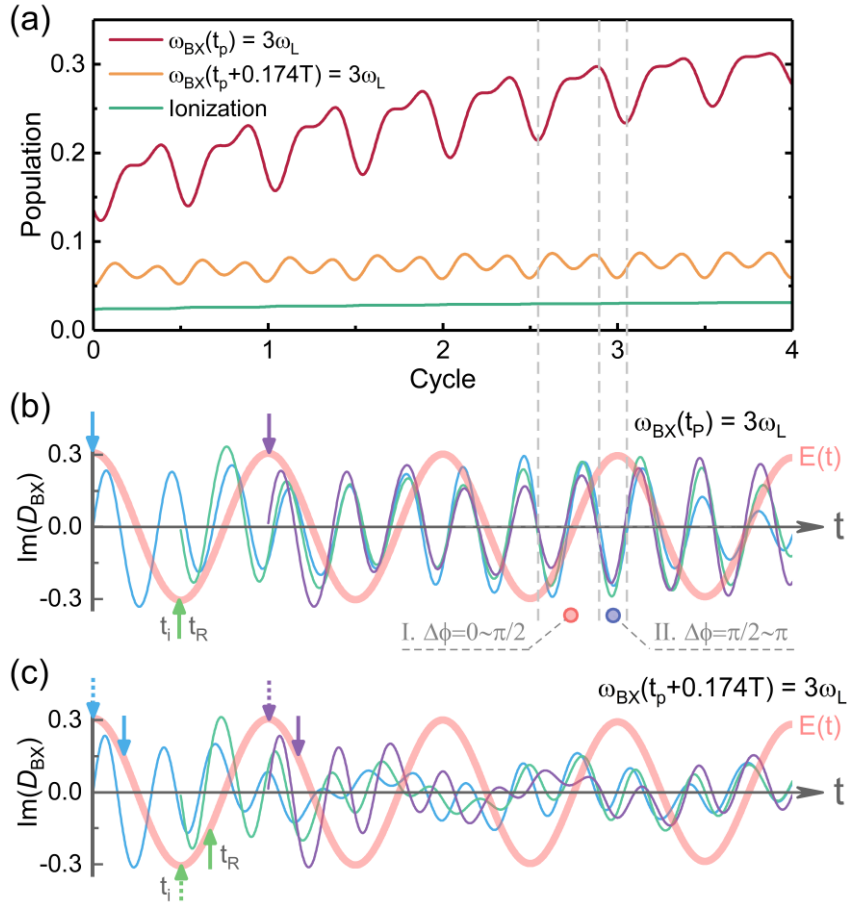 (a)
ω_BX(t_p) = 3ω_L
ω_BX(t_p+0.174T) = 3ω_L
Ionization
Population
0.3
0.2
0.1
0.0
0 1 2 3 4
Cycle
(b)
ω_BX(t_P) = 3ω_L
E(t)
Im(D_BX)
0.3
0.0
-0.3
t
t_i t_R
I. Δϕ=0~π/2
II. Δϕ=π/2~π
(c)
ω_BX(t_p+0.174T) = 3ω_L
E(t)
Im(D_BX)
0.3
0.0
-0.3
t
t_R
t_i